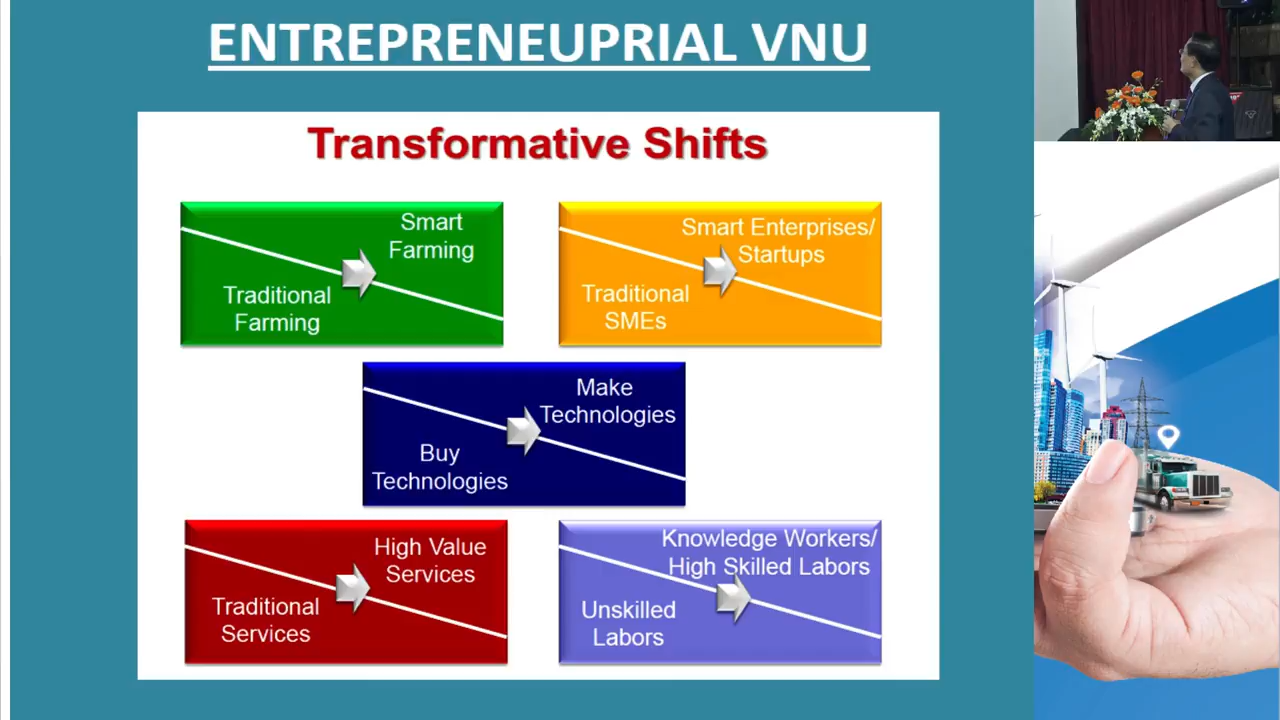 ENTREPRENEUPRIAL VNU
Transformative Shifts
Smart
Farming
Traditional
Farming
Smart Enterprises/
Startups
Traditional
SMEs
Make
Technologies
Buy
Technologies
High Value
Services
Traditional
Services
Knowledge Workers/
High Skilled Labors
Unskilled
Labors